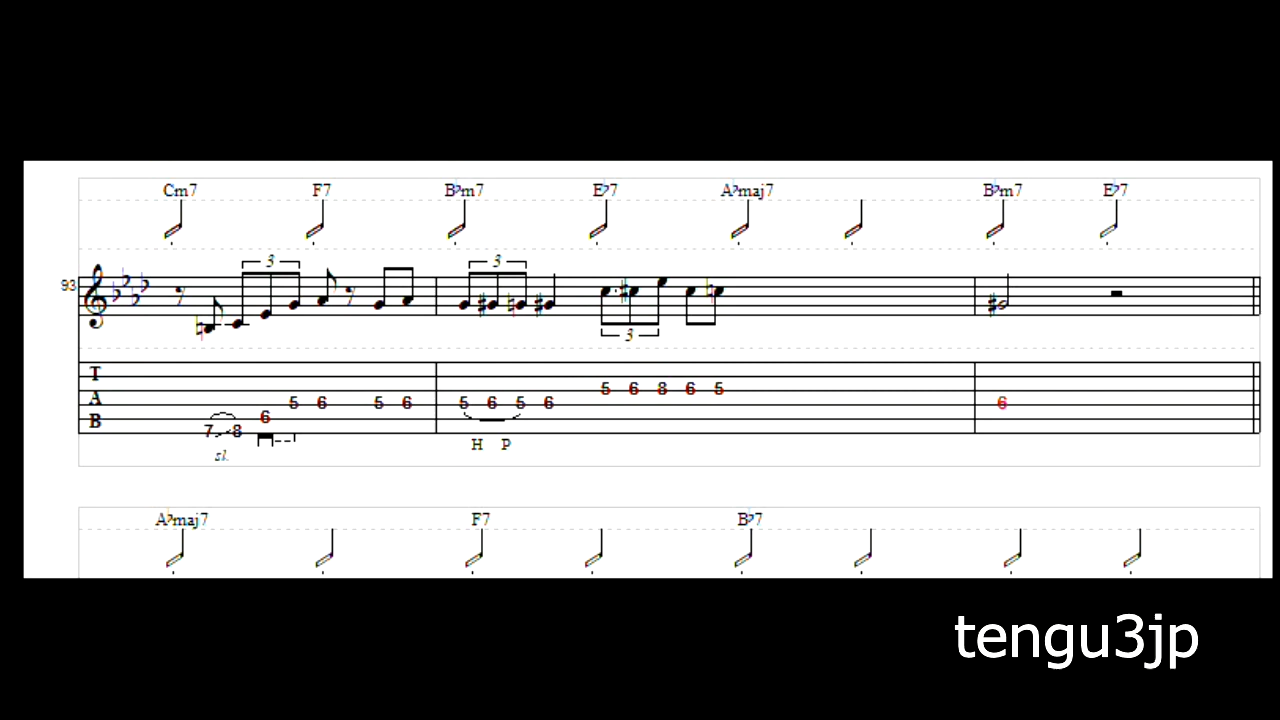 Cm7 F7 B♭m7 E♭7 A♭maj7 B♭m7 E♭7
3 3
93
3
T
5 6 8 6 5
A 5 6 5 6 5 6 5 6 6
B 6
7 8
H P
sl.
A♭maj7 F7 B♭7
tengu3jp